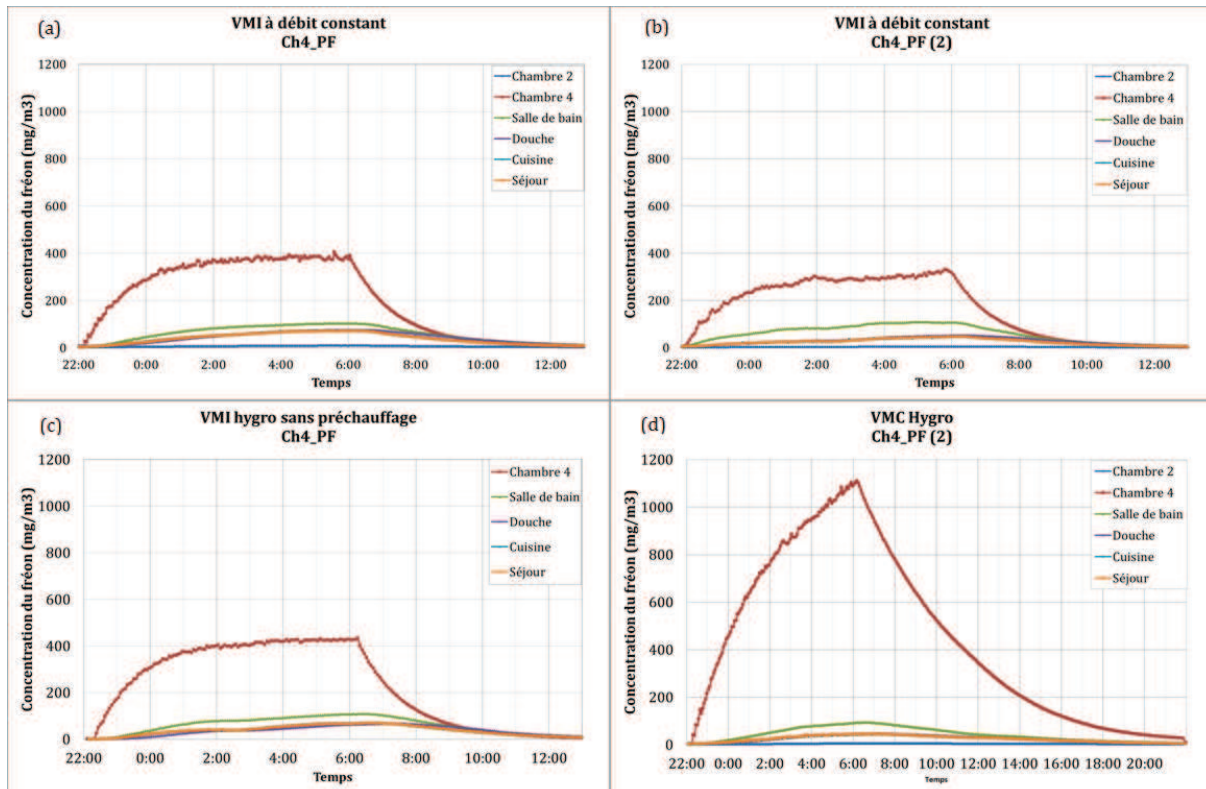 (a)
VMI à débit constant
Ch4_PF
Concentration du fréon (mg/m3)
1200
1000
800
600
400
200
0
22:00 0:00 2:00 4:00 6:00 8:00 10:00 12:00
Temps
Chambre 2
Chambre 4
Salle de bain
Douche
Cuisine
Séjour
(b)
VMI à débit constant
Ch4_PF (2)
Concentration du fréon (mg/m3)
1200
1000
800
600
400
200
0
22:00 0:00 2:00 4:00 6:00 8:00 10:00 12:00
Temps
Chambre 2
Chambre 4
Salle de bain
Douche
Cuisine
Séjour
(c)
VMI hygro sans préchauffage
Ch4_PF
Concentration du fréon (mg/m3)
1200
1000
800
600
400
200
0
22:00 0:00 2:00 4:00 6:00 8:00 10:00 12:00
Temps
Chambre 4
Salle de bain
Douche
Cuisine
Séjour
(d)
VMC Hygro
Ch4_PF (2)
Concentration du fréon (mg/m3)
1200
1000
800
600
400
200
0
22:00 0:00 2:00 4:00 6:00 8:00 10:00 12:00 14:00 16:00 18:00 20:00
Temps
Chambre 2
Chambre 4
Salle de bain
Douche
Cuisine
Séjour